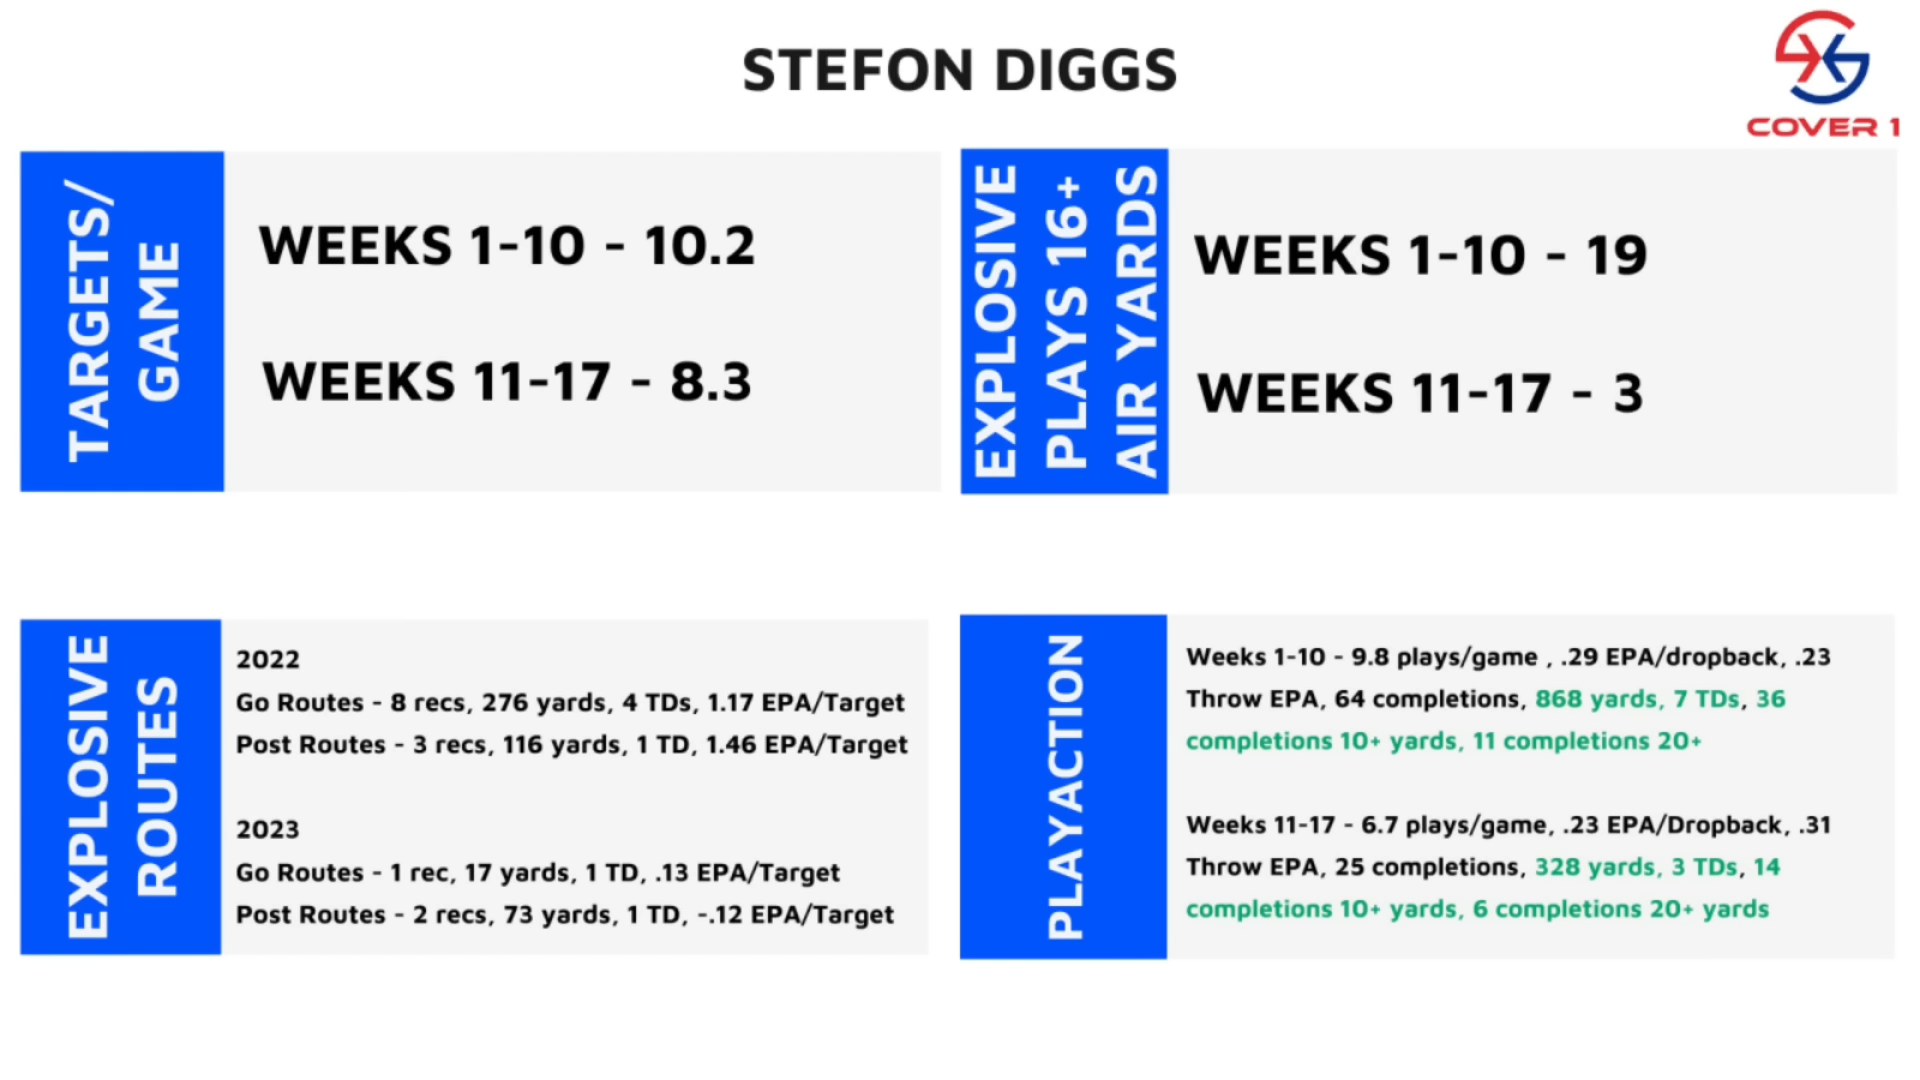 STEFON DIGGS
COVER 1
TARGETS/
GAME
WEEKS 1-10 - 10.2
WEEKS 11-17 - 8.3
EXPLOSIVE
PLAYS 16+
AIR YARDS
WEEKS 1-10 - 19
WEEKS 11-17 - 3
EXPLOSIVE
ROUTES
2022
Go Routes - 8 recs, 276 yards, 4 TDs, 1.17 EPA/Target
Post Routes - 3 recs, 116 yards, 1 TD, 1.46 EPA/Target
2023
Go Routes - 1 rec, 17 yards, 1 TD, .13 EPA/Target
Post Routes - 2 recs, 73 yards, 1 TD, -.12 EPA/Target
PLAYACTION
Weeks 1-10 - 9.8 plays/game , .29 EPA/dropback, .23
Throw EPA, 64 completions, 868 yards, 7 TDs, 36
completions 10+ yards, 11 completions 20+
Weeks 11-17 - 6.7 plays/game, .23 EPA/Dropback, .31
Throw EPA, 25 completions, 328 yards, 3 TDs, 14
completions 10+ yards, 6 completions 20+ yards